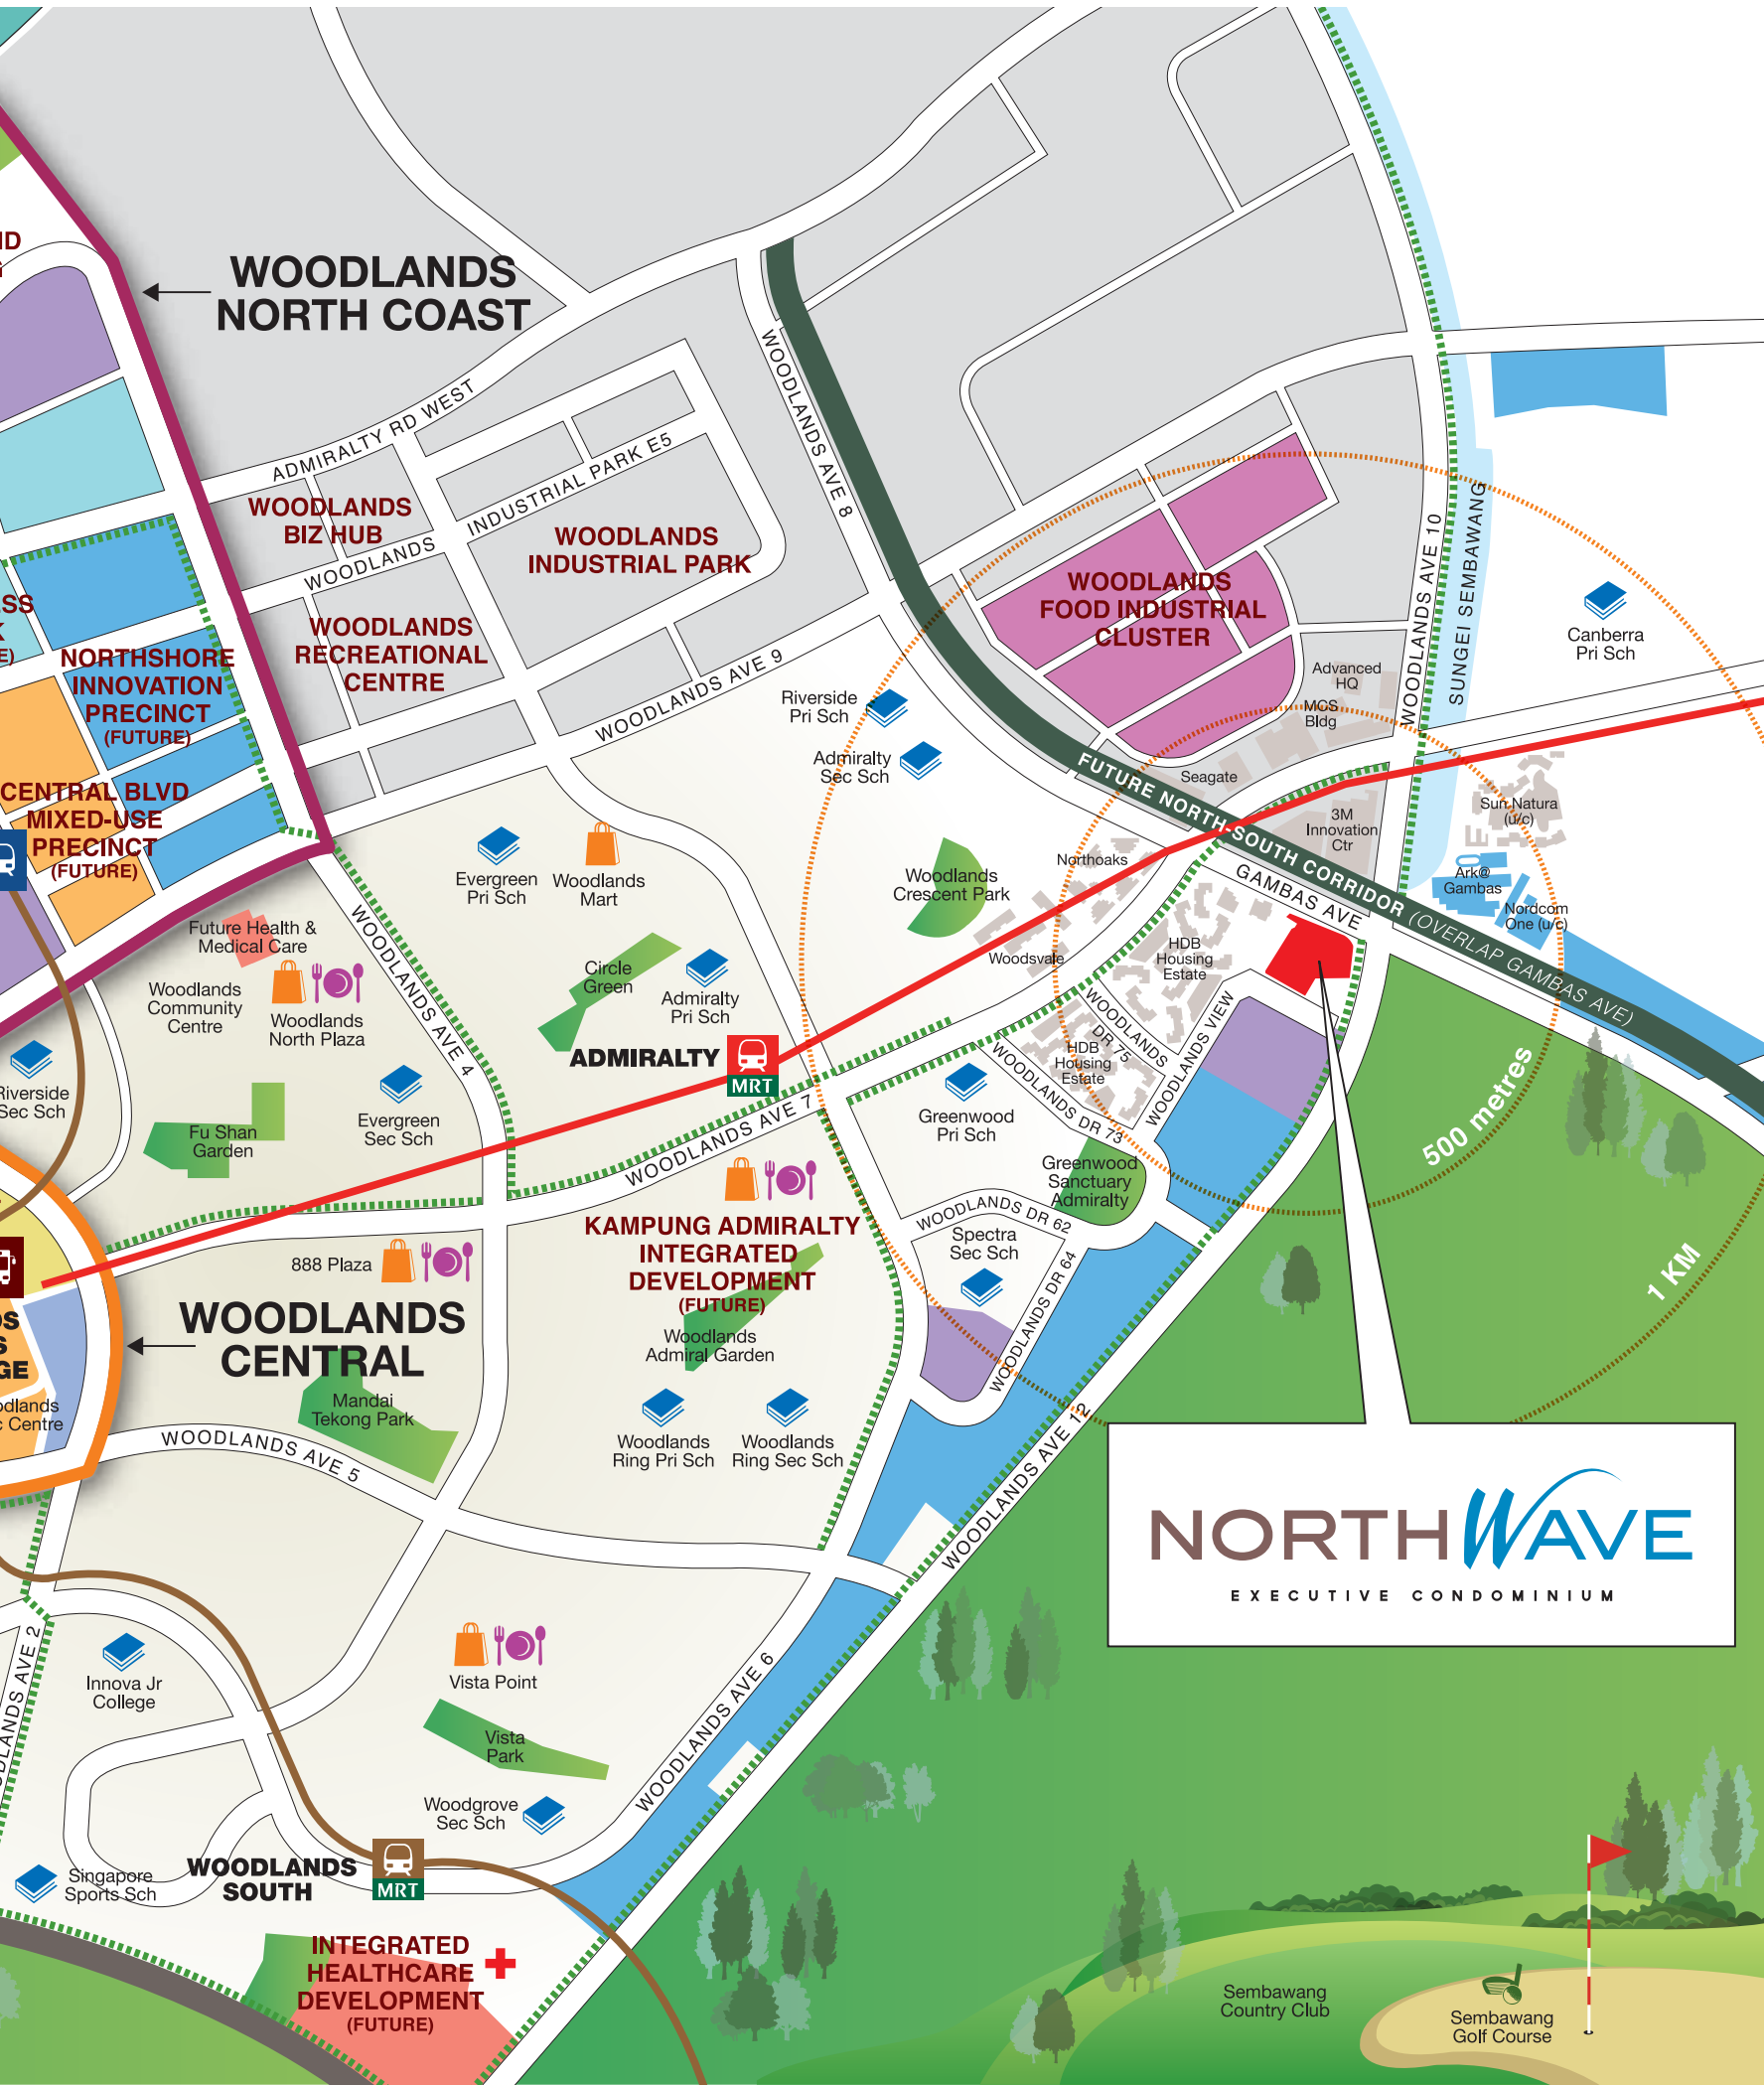 WOODLANDS
NORTH COAST
ADMIRALTY RD WEST
WOODLANDS
BIZ HUB
WOODLANDS INDUSTRIAL PARK E5
WOODLANDS
INDUSTRIAL PARK
WOODLANDS AVE 8
WOODLANDS
RECREATIONAL
CENTRE
NORTHSHORE
INNOVATION
PRECINCT
(FUTURE)
CENTRAL BLVD
MIXED-USE
PRECINCT
(FUTURE)
WOODLANDS AVE 9
WOODLANDS
FOOD INDUSTRIAL
CLUSTER
WOODLANDS AVE 10
SUNGEI SEMBAWANG
Canberra
Pri Sch
Advanced
HQ
MCS
Bldg
Seagate
3M
Innovation
Ctr
Sun Natura
(u/c)
Ark@
Gambas
Nordcom
One (u/c)
Riverside
Pri Sch
Admiralty
Sec Sch
FUTURE NORTH-SOUTH CORRIDOR (OVERLAP GAMBAS AVE)
GAMBAS AVE
Northoaks
Woodsvale
Woodlands
Crescent Park
HDB
Housing
Estate
WOODLANDS
DR 75
WOODLANDS VIEW
HDB
Housing
Estate
WOODLANDS DR 73
Evergreen
Pri Sch
Woodlands
Mart
Future Health &
Medical Care
Woodlands
Community
Centre
Woodlands
North Plaza
WOODLANDS AVE 4
Circle
Green
Admiralty
Pri Sch
ADMIRALTY
MRT
Riverside
Sec Sch
Evergreen
Sec Sch
Fu Shan
Garden
WOODLANDS AVE 7
Greenwood
Pri Sch
Greenwood
Sanctuary
Admiralty
WOODLANDS DR 62
Spectra
Sec Sch
WOODLANDS DR 64
500 metres
1 KM
KAMPUNG ADMIRALTY
INTEGRATED
DEVELOPMENT
(FUTURE)
888 Plaza
WOODLANDS
CENTRAL
Woodlands
Admiral Garden
Mandai
Tekong Park
WOODLANDS AVE 5
Woodlands
Ring Pri Sch
Woodlands
Ring Sec Sch
WOODLANDS AVE 12
NORTHWAVE
EXECUTIVE CONDOMINIUM
WOODLANDS AVE 2
Innova Jr
College
Vista Point
Vista
Park
WOODLANDS AVE 6
Woodgrove
Sec Sch
Singapore
Sports Sch
WOODLANDS
SOUTH
MRT
INTEGRATED
HEALTHCARE
DEVELOPMENT
(FUTURE)
Sembawang
Country Club
Sembawang
Golf Course